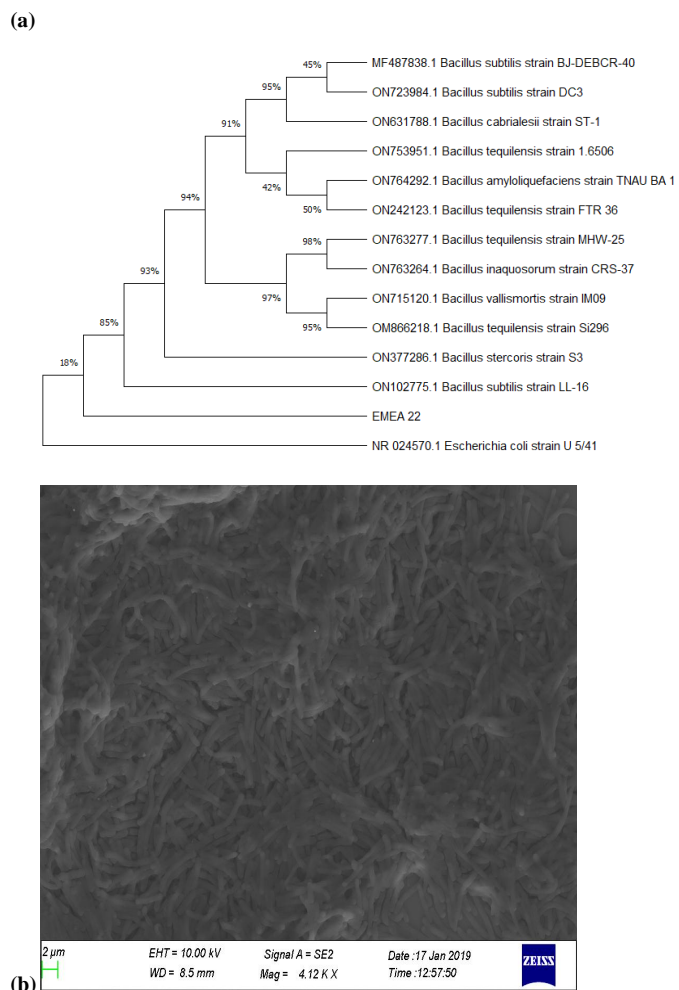 (a)
45%
MF487838.1 Bacillus subtilis strain BJ-DEBCR-40
95%
ON723984.1 Bacillus subtilis strain DC3
91%
ON631788.1 Bacillus cabrialesii strain ST-1
ON753951.1 Bacillus tequilensis strain 1.6506
42%
ON764292.1 Bacillus amyloliquefaciens strain TNAU BA 1
94%
50%
ON242123.1 Bacillus tequilensis strain FTR 36
98%
ON763277.1 Bacillus tequilensis strain MHW-25
93%
ON763264.1 Bacillus inaquosorum strain CRS-37
97%
ON715120.1 Bacillus vallismortis strain IM09
85%
95%
OM866218.1 Bacillus tequilensis strain Si296
18%
ON377286.1 Bacillus stercoris strain S3
ON102775.1 Bacillus subtilis strain LL-16
EMEA 22
NR 024570.1 Escherichia coli strain U 5/41
2 µm
EHT = 10.00 kV
Signal A = SE2
Date :17 Jan 2019
WD = 8.5 mm
Mag = 4.12 K X
Time :12:57:50
ZEISS
(b)